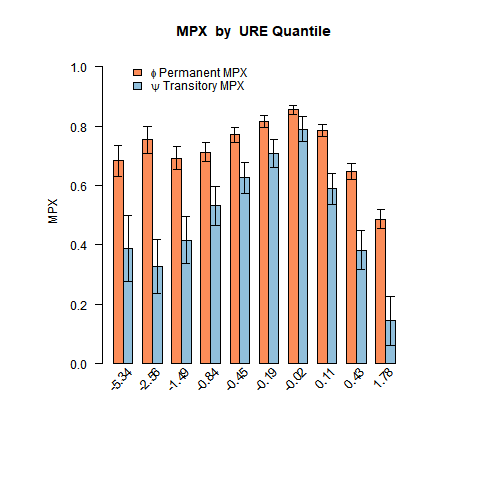 MPX by URE Quantile
ϕ Permanent MPX
ψ Transitory MPX
MPX
1.0
0.8
0.6
0.4
0.2
0.0
-5.34 -2.56 -1.49 -0.84 -0.45 -0.19 -0.02 0.11 0.43 1.78